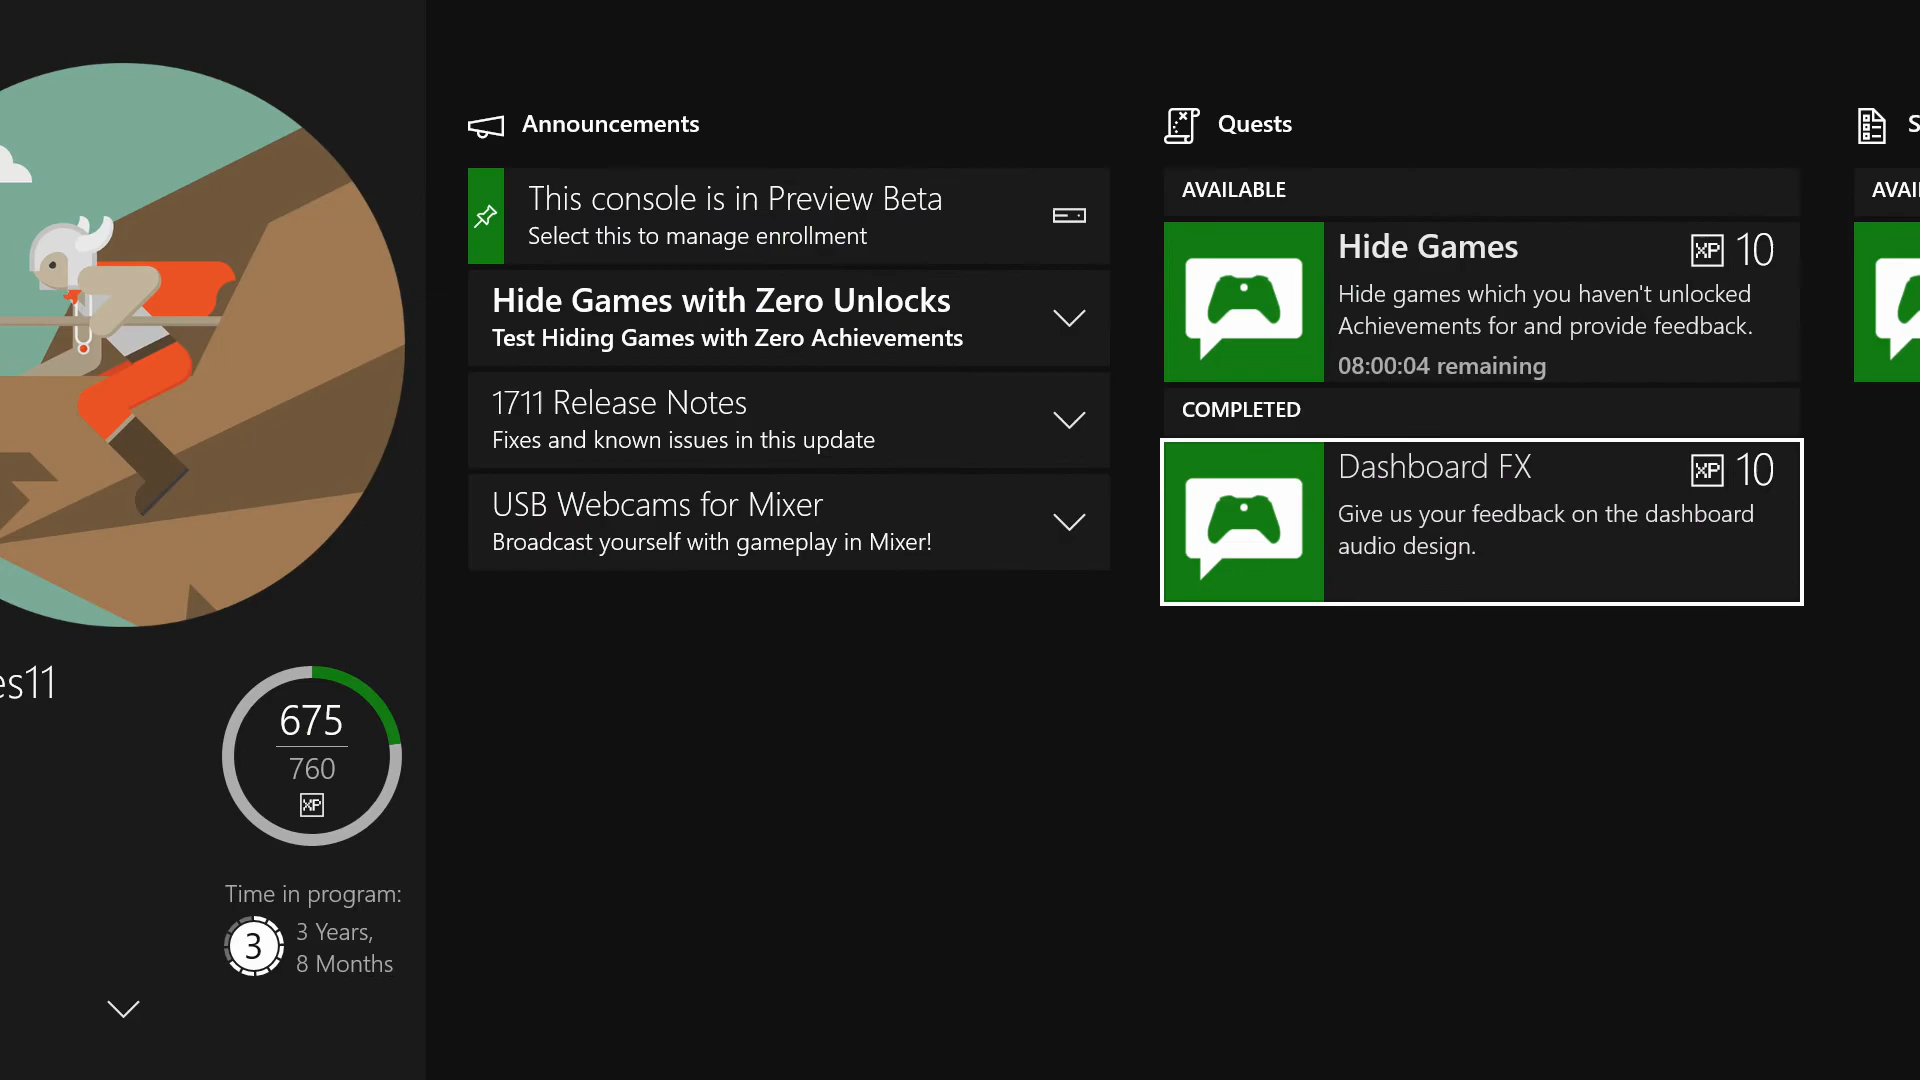 Announcements
This console is in Preview Beta
Select this to manage enrollment
Hide Games with Zero Unlocks
Test Hiding Games with Zero Achievements
1711 Release Notes
Fixes and known issues in this update
USB Webcams for Mixer
Broadcast yourself with gameplay in Mixer!
Quests
AVAILABLE
Hide Games
XP 10
Hide games which you haven't unlocked
Achievements for and provide feedback.
08:00:04 remaining
COMPLETED
Dashboard FX
XP 10
Give us your feedback on the dashboard
audio design.
S
AVAI
es11
675
760
XP
Time in program:
3
3 Years,
8 Months